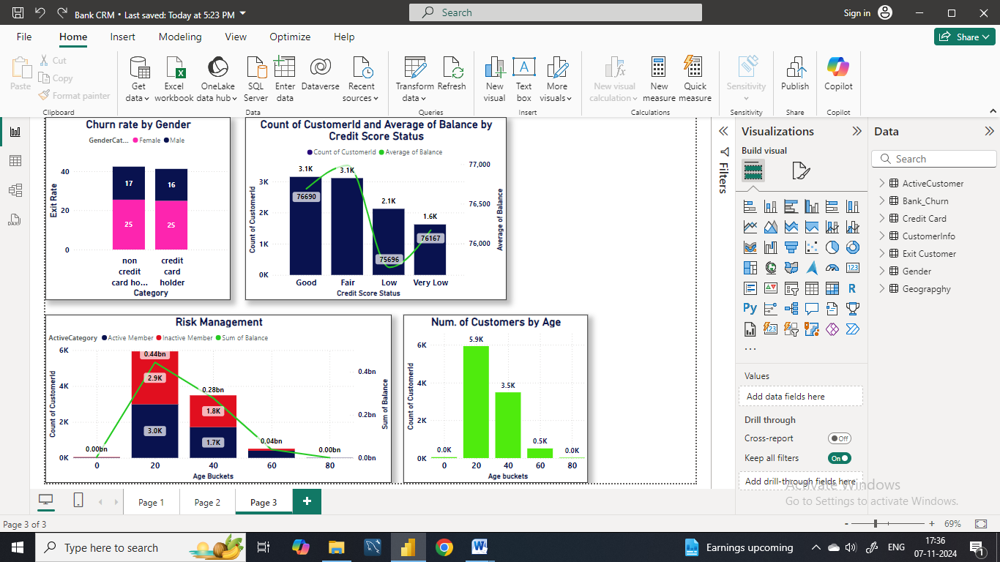 Bank CRM • Last saved: Today at 5:23 PM
Search
Sign in
File Home Insert Modeling View Optimize Help
Share
Paste
Cut
Copy
Format painter
Clipboard
Get data
Excel workbook
OneLake data hub
SQL Server
Enter data
Dataverse
Recent sources
Data
Transform data
Refresh
Queries
New visual
Text box
More visuals
Insert
New visual calculation
New measure
Quick measure
Calculations
Sensitivity
Sensitivity
Publish
Share
Copilot
Copilot
Churn rate by Gender
GenderCat... Female Male
Exit Rate
40
20
0
17
16
25
25
non credit card ho...
credit card holder
Category
Count of CustomerId and Average of Balance by
Credit Score Status
Count of CustomerId Average of Balance
Count of CustomerId
3K
2K
1K
0K
3.1K
3.1K
2.1K
1.6K
76690
75696
76167
77,000
76,500
76,000
Average of Balance
Good Fair Low Very Low
Credit Score Status
Risk Management
ActiveCategory Active Member Inactive Member Sum of Balance
Count of CustomerId
6K
4K
2K
0K
0.00bn
0.44bn
2.9K
3.0K
0.28bn
1.8K
1.7K
0.04bn
0.00bn
0.4bn
0.2bn
0.0bn
Sum of Balance
0 20 40 60 80
Age Buckets
Num. of Customers by Age
Count of CustomerId
6K
4K
2K
0K
0.0K
5.9K
3.5K
0.5K
0.0K
0 20 40 60 80
Age buckets
Filters
Visualizations
Build visual
123
R
Py
123
...
Values
Add data fields here
Drill through
Cross-report
Off
Keep all filters
On
Add drill-through fields here
Data
Search
ActiveCustomer
Bank_Churn
Credit Card
CustomerInfo
Exit Customer
Gender
Geograpghy
Activate Windows
Go to Settings to activate Windows.
Page 1
Page 2
Page 3
+
Page 3 of 3
- + 69%
Type here to search
Earnings upcoming
ENG
17:36
07-11-2024
1